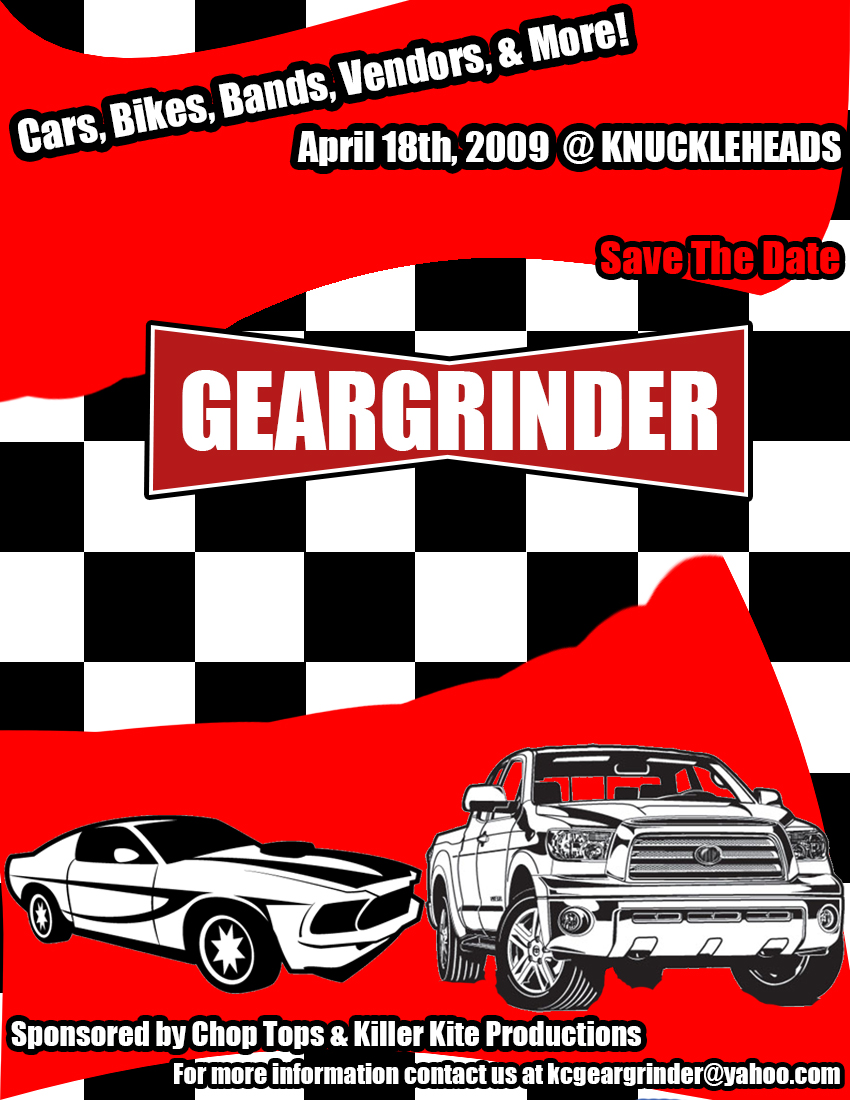 Cars, Bikes, Bands, Vendors, & More!
April 18th, 2009 @ KNUCKLEHEADS
Save The Date
GEARGRINDER
Sponsored by Chop Tops & Killer Kite Productions
For more information contact us at kcgeargrinder@yahoo.com